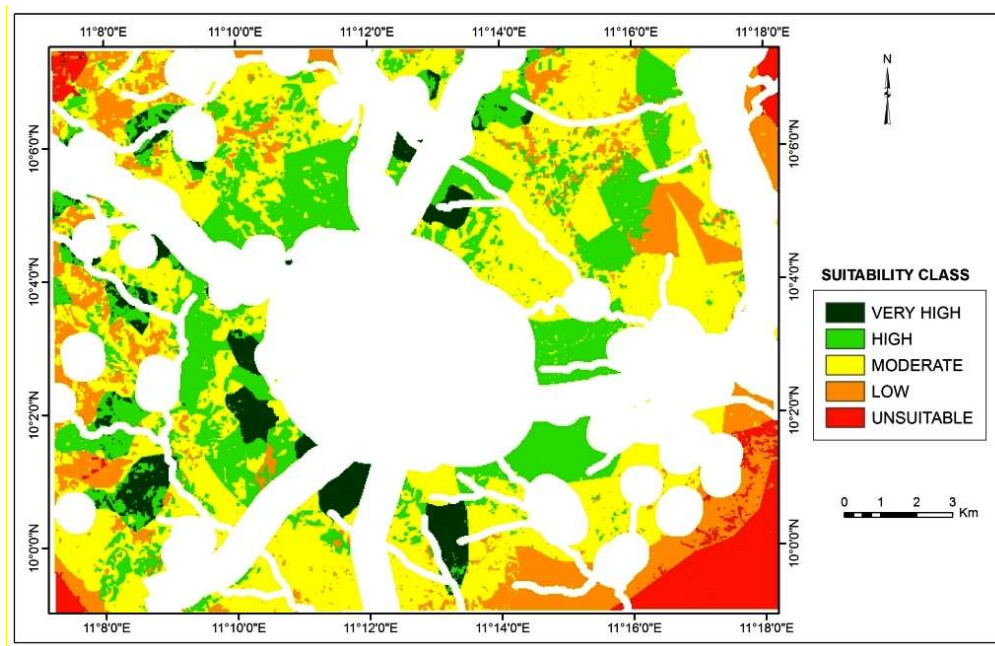 11°8'0"E 11°10'0"E 11°12'0"E 11°14'0"E 11°16'0"E 11°18'0"E
N
10°6'0"N 10°6'0"N
10°4'0"N 10°4'0"N
SUITABILITY CLASS
VERY HIGH
HIGH
MODERATE
LOW
UNSUITABLE
10°2'0"N 10°2'0"N
0 1 2 3
Km
10°0'0"N 10°0'0"N
11°8'0"E 11°10'0"E 11°12'0"E 11°14'0"E 11°16'0"E 11°18'0"E